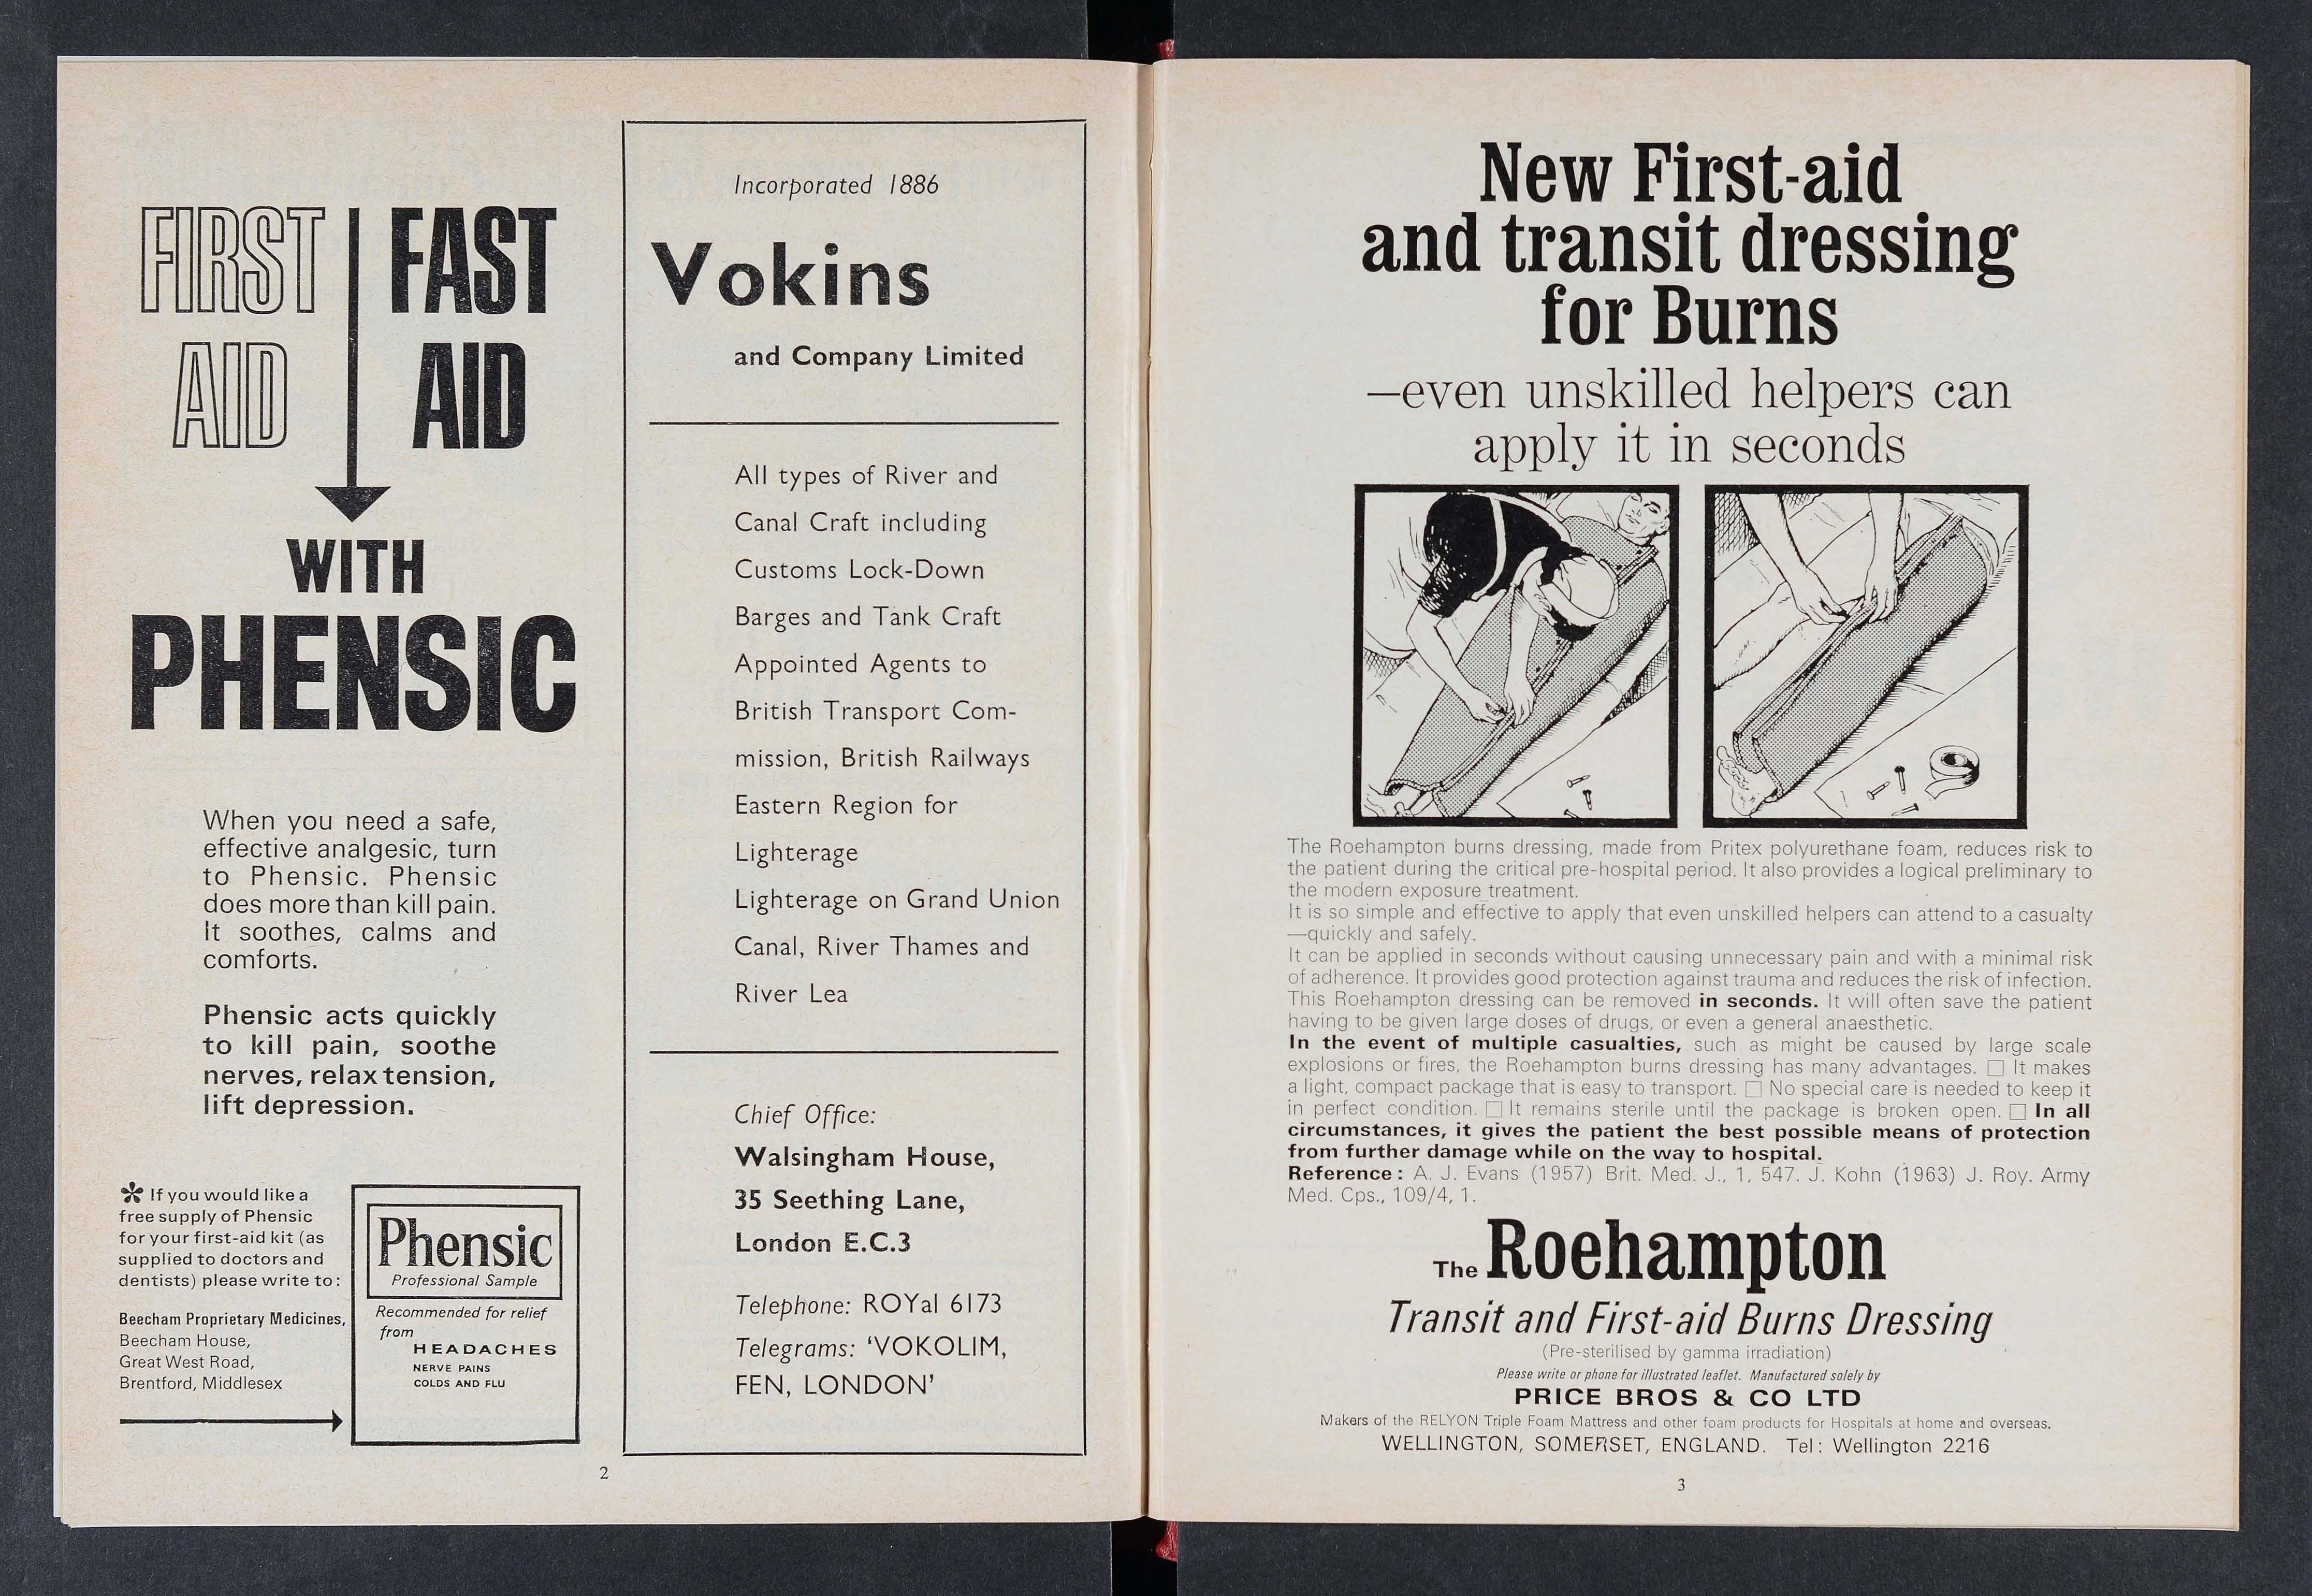 FIRST
AID
FAST
AID
WITH
PHENSIC
When you need a safe,
effective analgesic, turn
to Phensic. Phensic
does more than kill pain.
It soothes, calms and
comforts.
Phensic acts quickly
to kill pain, soothe
nerves, relax tension,
lift depression.
* If you would like a
free supply of Phensic
for your first-aid kit (as
supplied to doctors and
dentists) please write to:
Beecham Proprietary Medicines,
Beecham House,
Great West Road,
Brentford, Middlesex
Phensic
Professional Sample
Recommended for relief
from
HEADACHES
NERVE PAINS
COLDS AND FLU
Incorporated 1886
Vokins
and Company Limited
All types of River and
Canal Craft including
Customs Lock-Down
Barges and Tank Craft
Appointed Agents to
British Transport Com-
mission, British Railways
Eastern Region for
Lighterage
Lighterage on Grand Union
Canal, River Thames and
River Lea
Chief Office:
Walsingham House,
35 Seething Lane,
London E.C.3
Telephone: ROYal 6173
Telegrams: ‘VOKOLIM,
FEN, LONDON’
2
New First-aid
and transit dressing
for Burns
—even unskilled helpers can
apply it in seconds
The Roehampton burns dressing, made from Pritex polyurethane foam, reduces risk to
the patient during the critical pre-hospital period. It also provides a logical preliminary to
the modern exposure treatment.
It is so simple and effective to apply that even unskilled helpers can attend to a casualty
—quickly and safely.
It can be applied in seconds without causing unnecessary pain and with a minimal risk
of adherence. It provides good protection against trauma and reduces the risk of infection.
This Roehampton dressing can be removed in seconds. It will often save the patient
having to be given large doses of drugs, or even a general anaesthetic.
In the event of multiple casualties, such as might be caused by large scale
explosions or fires, the Roehampton burns dressing has many advantages. □ It makes
a light, compact package that is easy to transport. □ No special care is needed to keep it
in perfect condition. □ It remains sterile until the package is broken open. □ In all
circumstances, it gives the patient the best possible means of protection
from further damage while on the way to hospital.
Reference: A. J. Evans (1957) Brit. Med. J., 1, 547. J. Kohn (1963) J. Roy. Army
Med. Cps., 109/4, 1.
The Roehampton
Transit and First-aid Burns Dressing
(Pre-sterilised by gamma irradiation)
Please write or phone for illustrated leaflet. Manufactured solely by
PRICE BROS & CO LTD
Makers of the RELYON Triple Foam Mattress and other foam products for Hospitals at home and overseas.
WELLINGTON, SOMERSET, ENGLAND. Tel: Wellington 2216
3